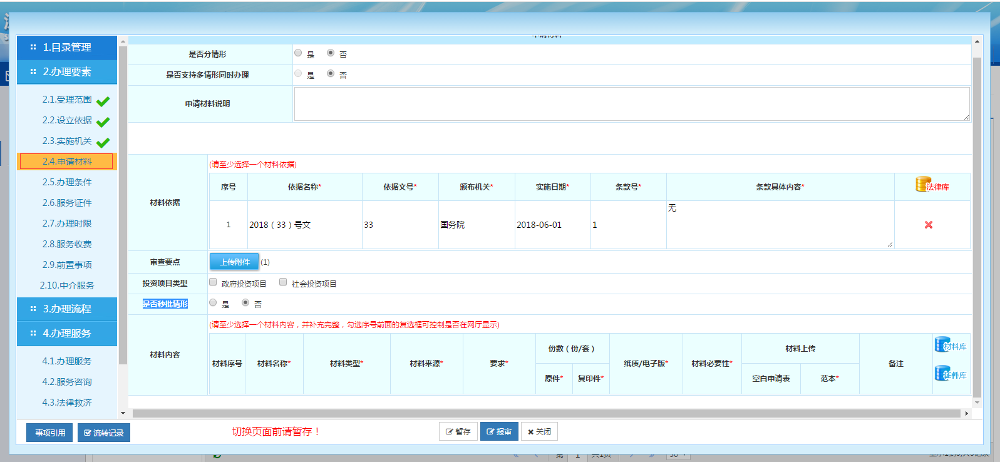 1.目录管理
2.办理要素
2.1.受理范围
2.2.设立依据
2.3.实施机关
2.4.申请材料
2.5.办理条件
2.6.服务证件
2.7.办理时限
2.8.服务收费
2.9.前置事项
2.10.中介服务
3.办理流程
4.办理服务
4.1.办理服务
4.2.服务咨询
4.3.法律救济
申请材料
是否分情形 是 否
是否支持多情形同时办理 是 否
申请材料说明
材料依据
(请至少选择一个材料依据)
序号 依据名称* 依据文号* 颁布机关* 实施日期* 条款号* 条款具体内容* 法律库
1 2018（33）号文 33 国务院 2018-06-01 1 无
审查要点 上传附件 (1)
投资项目类型 政府投资项目 社会投资项目
是否秒批情形 是 否
材料内容
(请至少选择一个材料内容，并补充完整，勾选序号前面的复选框可控制是否在网厅显示)
材料序号 材料名称* 材料类型* 材料来源* 要求* 份数（份/套） 纸质/电子版* 材料必要性* 材料上传 备注 材料库
原件* 复印件* 空白申请表 范本* 证件库
事项引用 流转记录 切换页面前请暂存！ 暂存 报审 关闭
第 1 共1页 50